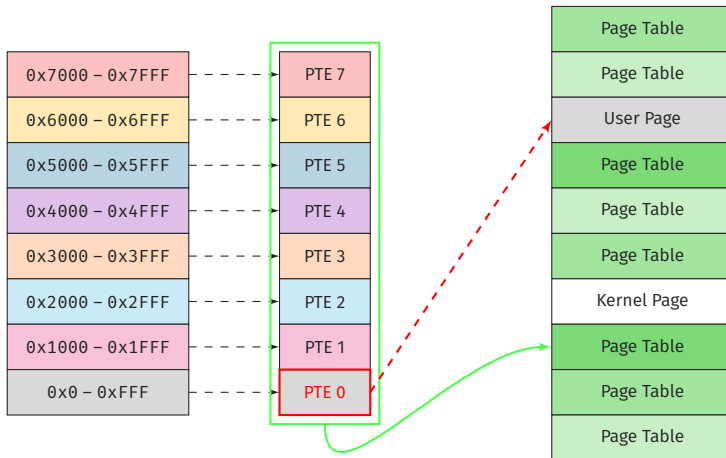 0x7000 – 0x7FFF
0x6000 – 0x6FFF
0x5000 – 0x5FFF
0x4000 – 0x4FFF
0x3000 – 0x3FFF
0x2000 – 0x2FFF
0x1000 – 0x1FFF
0x0 – 0xFFF
PTE 7
PTE 6
PTE 5
PTE 4
PTE 3
PTE 2
PTE 1
PTE 0
Page Table
Page Table
User Page
Page Table
Page Table
Page Table
Kernel Page
Page Table
Page Table
Page Table